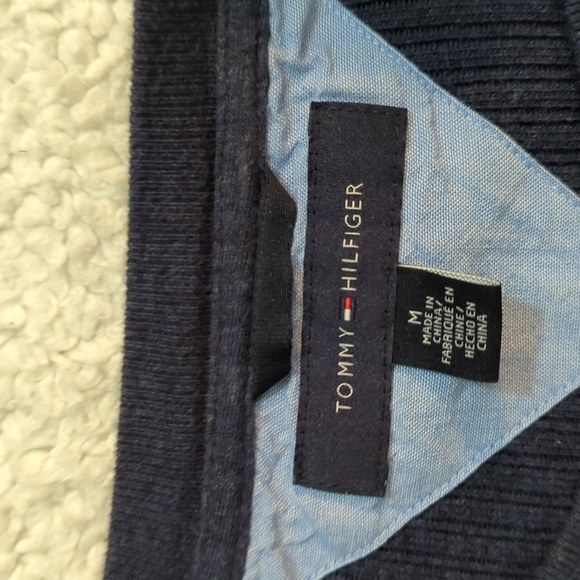 TOMMY HILFIGER
M
MADE IN
CHINA/
FABRIQUÉ EN
CHINE/
HECHO EN
CHINA